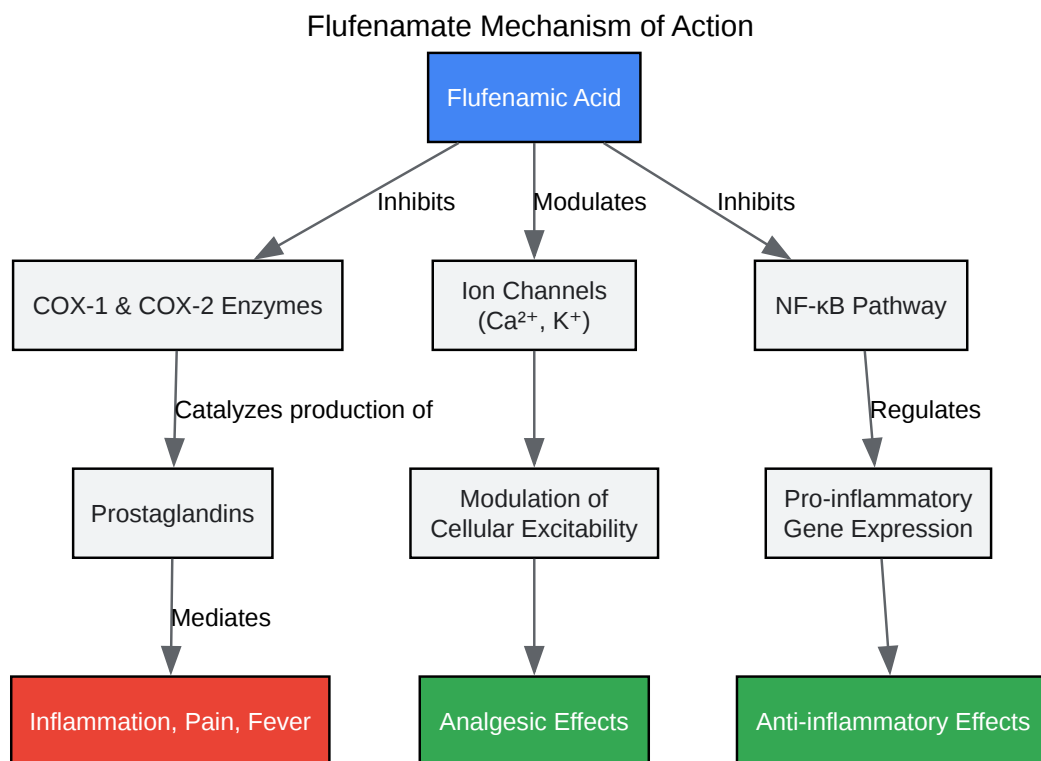 Flufenamate Mechanism of Action
Flufenamic Acid
Inhibits
Modulates
Inhibits
COX-1 & COX-2 Enzymes
Ion Channels
(Ca²⁺, K⁺)
NF-κB Pathway
Catalyzes production of
Regulates
Prostaglandins
Modulation of
Cellular Excitability
Pro-inflammatory
Gene Expression
Mediates
Inflammation, Pain, Fever
Analgesic Effects
Anti-inflammatory Effects